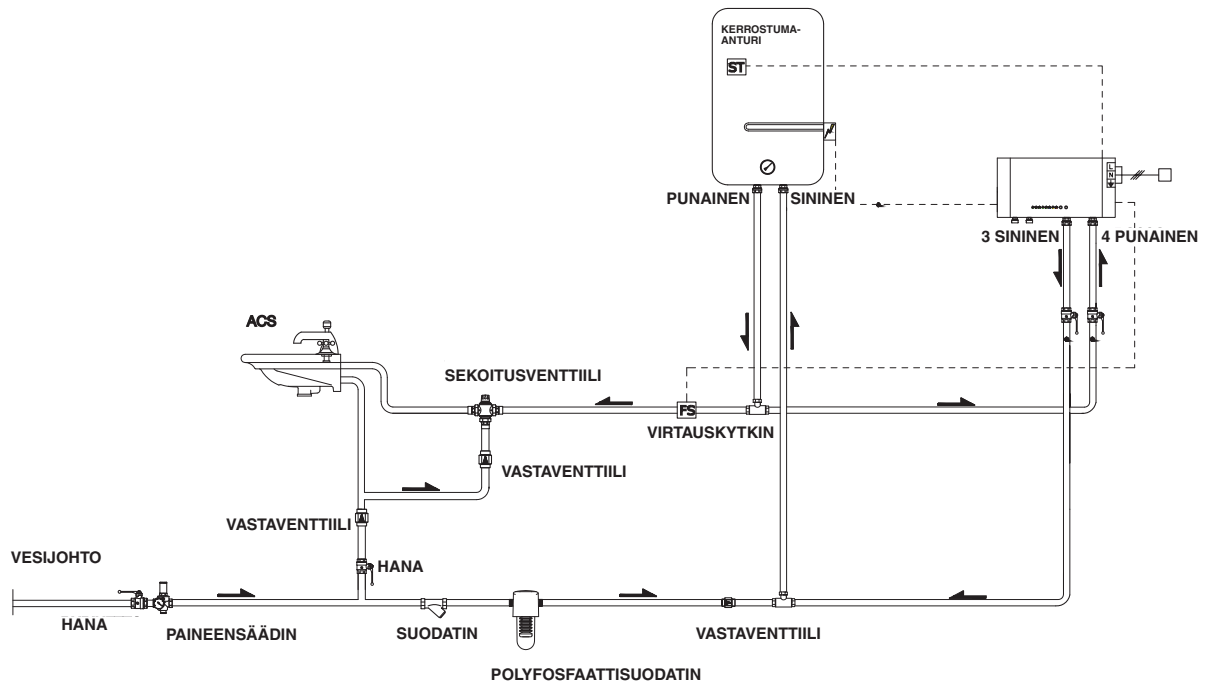 KERROSTUMA-
ANTURI
ST
L
N
PUNAINEN
SININEN
3 SININEN
4 PUNAINEN
ACS
SEKOITUSVENTTIILI
FS
VIRTAUSKYTKIN
VASTAVENTTIILI
VASTAVENTTIILI
VESIJOHTO
HANA
HANA
PAINEENSÄÄDIN
SUODATIN
VASTAVENTTIILI
POLYFOSFAATTISUODATIN